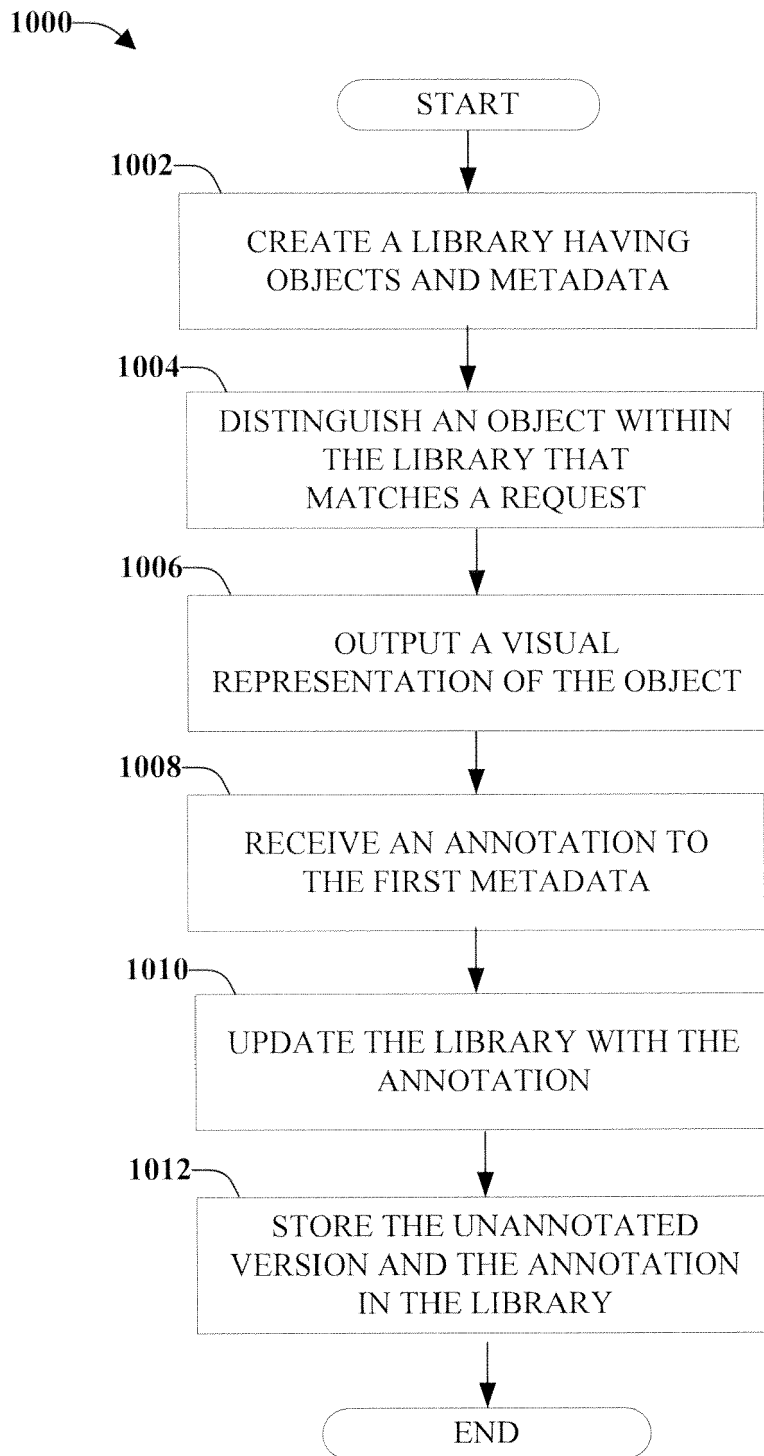 1000
START
1002
CREATE A LIBRARY HAVING
OBJECTS AND METADATA
1004
DISTINGUISH AN OBJECT WITHIN
THE LIBRARY THAT
MATCHES A REQUEST
1006
OUTPUT A VISUAL
REPRESENTATION OF THE OBJECT
1008
RECEIVE AN ANNOTATION TO
THE FIRST METADATA
1010
UPDATE THE LIBRARY WITH THE
ANNOTATION
1012
STORE THE UNANNOTATED
VERSION AND THE ANNOTATION
IN THE LIBRARY
END